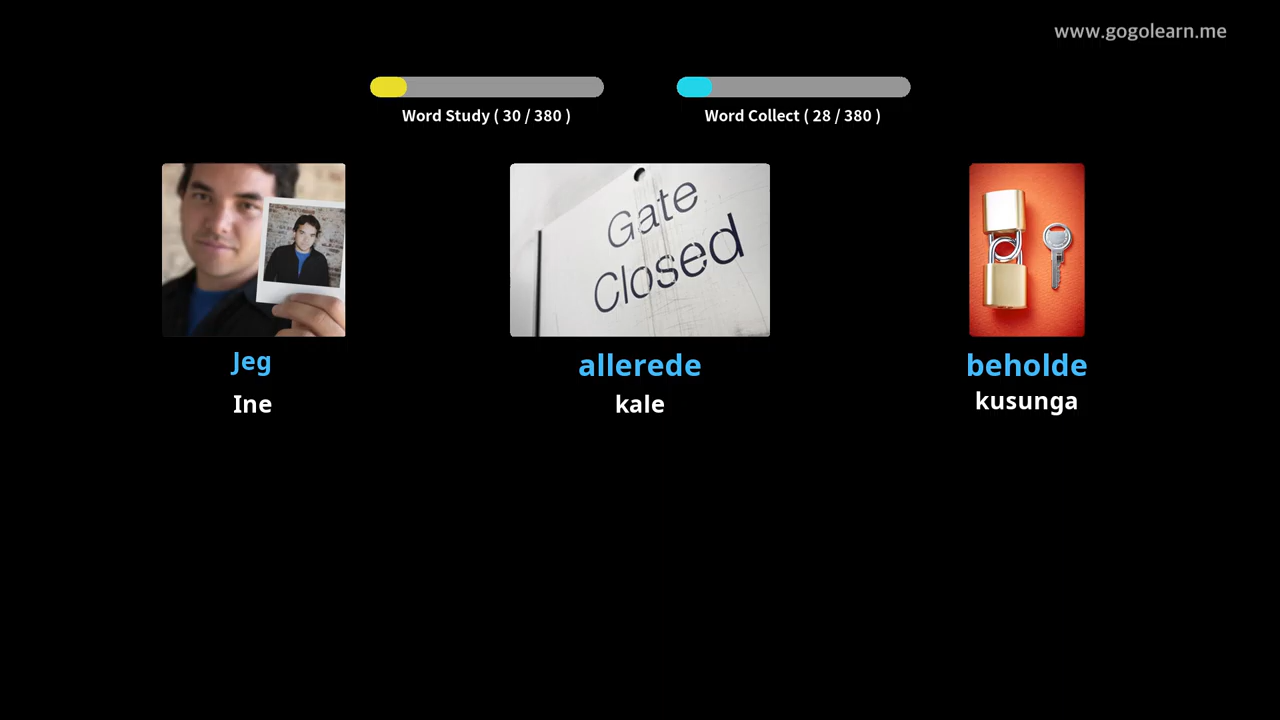 www.gogolearn.me
Word Study ( 30 / 380 )
Word Collect ( 28 / 380 )
Gate
Closed
Jeg
allerede
beholde
Ine
kale
kusunga